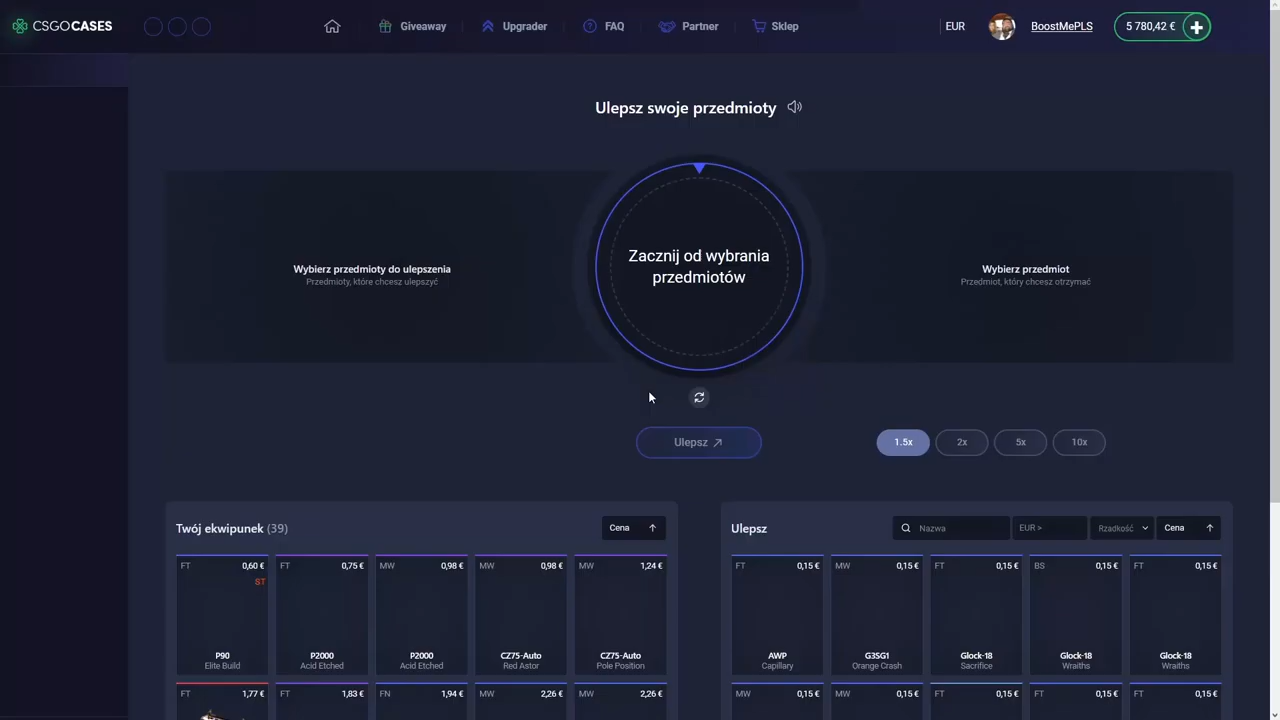 CSGOCASES
Giveaway
Upgrader
FAQ
Partner
Sklep
EUR
BoostMePLS
5 780,42 €
Ulepsz swoje przedmioty
Wybierz przedmioty do ulepszenia
Przedmioty, które chcesz ulepszyć
Zacznij od wybrania
przedmiotów
Wybierz przedmiot
Przedmiot, który chcesz otrzymać
Ulepsz
1.5x
2x
5x
10x
Twój ekwipunek (39)
Cena
FT 0,60 €
ST
P90
Elite Build
FT 0,75 €
P2000
Acid Etched
MW 0,98 €
P2000
Acid Etched
MW 0,98 €
CZ75-Auto
Red Astor
MW 1,24 €
CZ75-Auto
Pole Position
FT 1,77 €
FT 1,83 €
FN 1,94 €
MW 2,26 €
MW 2,26 €
Ulepsz
Nazwa
EUR >
Rzadkość
Cena
FT 0,15 €
AWP
Capillary
MW 0,15 €
G3SG1
Orange Crash
FT 0,15 €
Glock-18
Sacrifice
BS 0,15 €
Glock-18
Wraiths
FT 0,15 €
Glock-18
Wraiths
MW 0,15 €
FT 0,15 €
FT 0,15 €
FT 0,15 €
FT 0,15 €